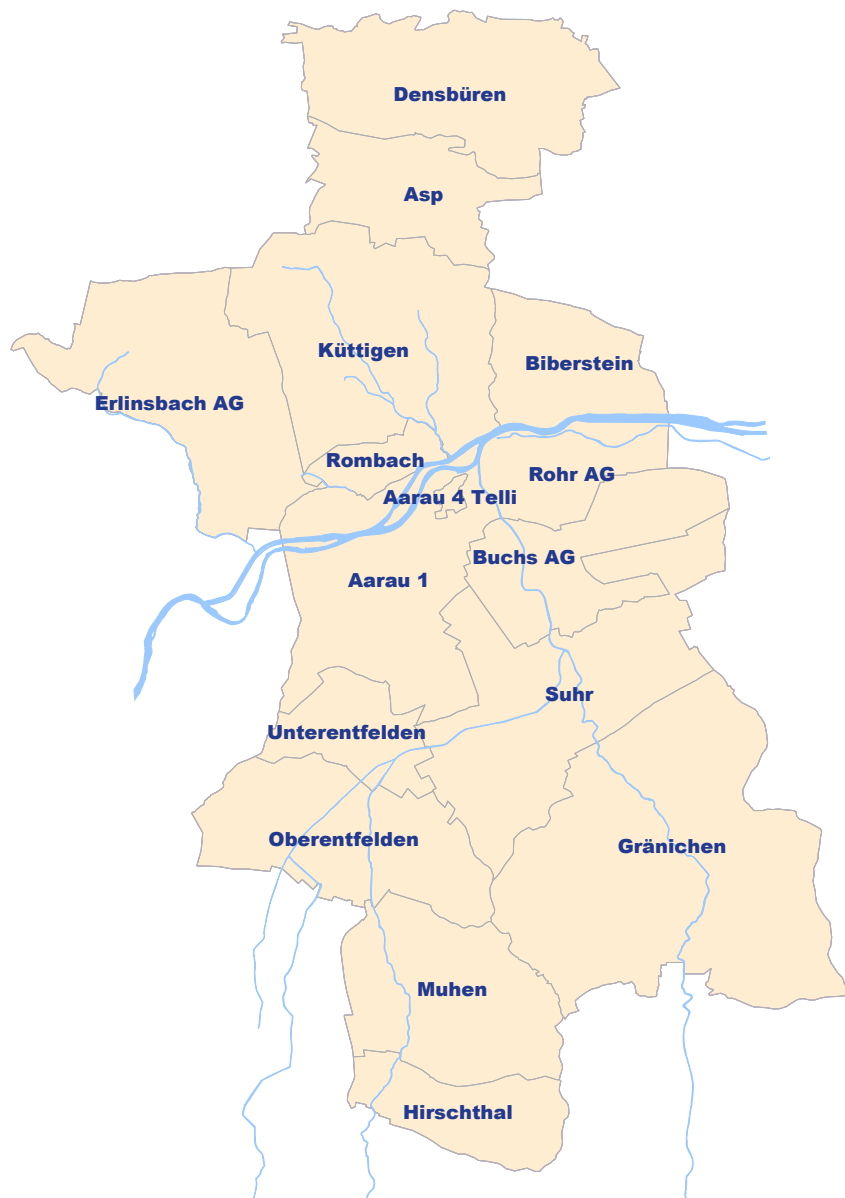 Densbüren
Asp
Küttigen
Biberstein
Erlinsbach AG
Rombach
Rohr AG
Aarau 4 Telli
Buchs AG
Aarau 1
Suhr
Unterentfelden
Oberentfelden
Gränichen
Muhen
Hirschthal